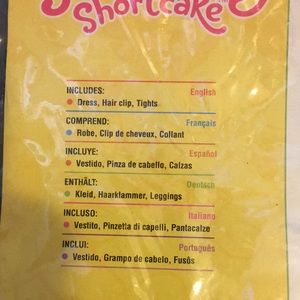 Shortcake
INCLUDES: English
Dress, Hair clip, Tights
COMPREND: Français
Robe, Clip de cheveux, Collant
INCLUYE: Español
Vestido, Pinza de cabello, Calzas
ENTHÄLT: Deutsch
Kleid, Haarklammer, Leggings
INCLUSO: Italiano
Vestito, Pinzetta di capelli, Pantacalze
INCLUI: Português
Vestido, Grampo de cabelo, Fusôs